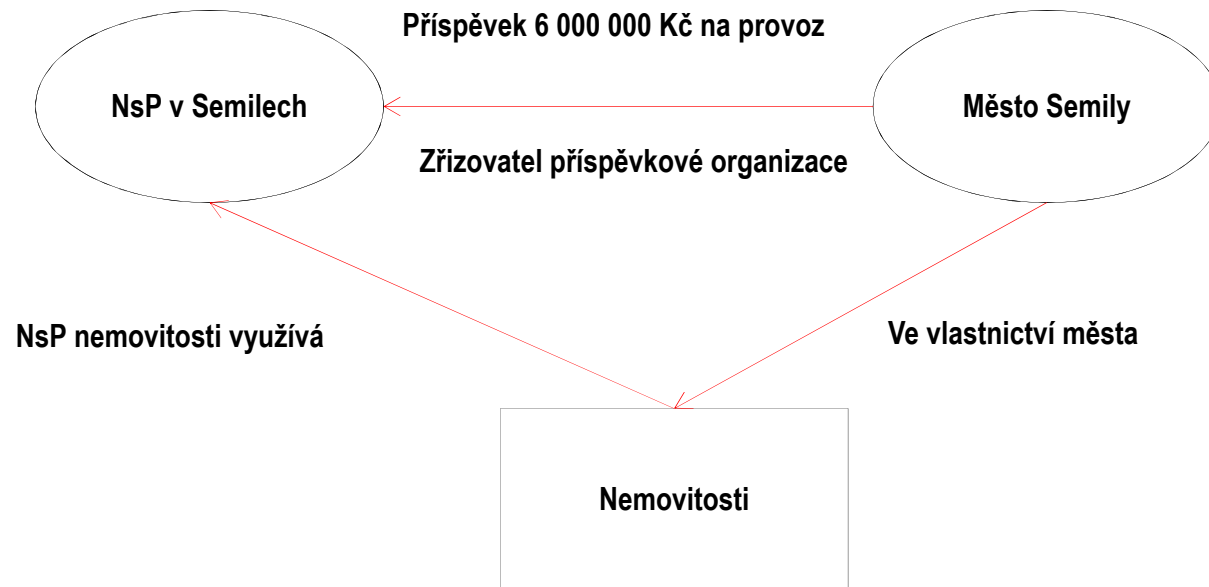 Příspěvek 6 000 000 Kč na provoz
NsP v Semilech
Město Semily
Zřizovatel příspěvkové organizace
NsP nemovitosti využívá
Ve vlastnictví města
Nemovitosti